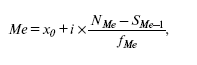 Me = x₀ + i × (N_Me − S_Me–1) / f_Me,